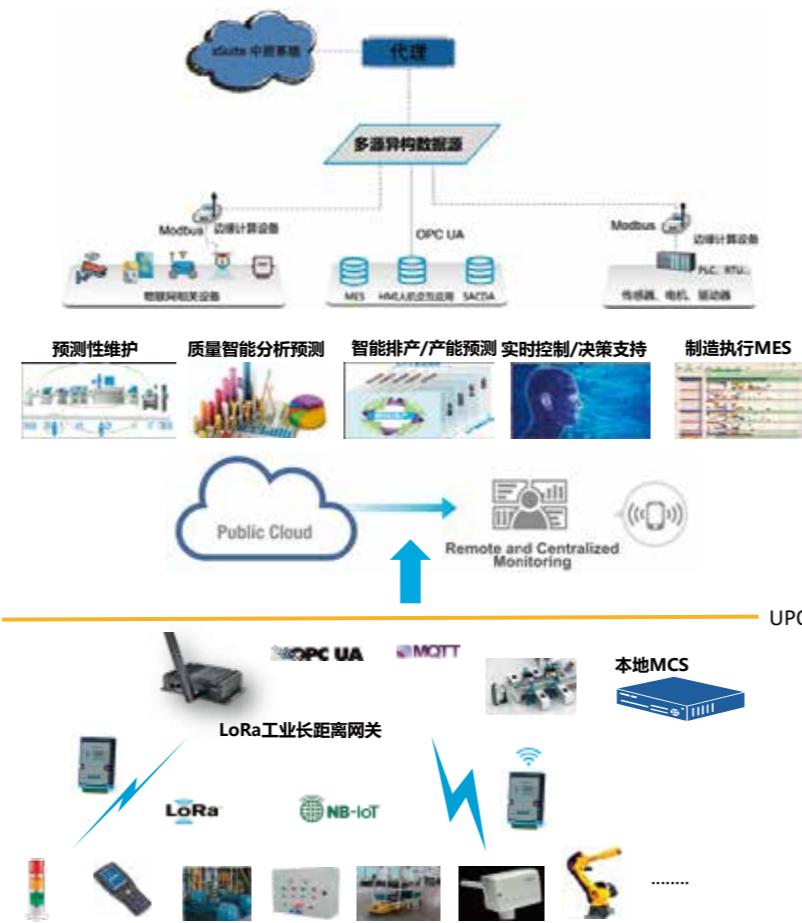 xSuite 中控系统
代理
多源异构数据源
Modbus
边缘计算设备
OPC UA
Modbus
边缘计算设备
PLC、RTU...
物联网相关设备
MES
HMI人机交互应用
SACDA
传感器、电机、驱动器
预测性维护
质量智能分析预测
智能排产/产能预测
实时控制/决策支持
制造执行MES
Public Cloud
Remote and Centralized
Monitoring
UPC
OPC UA
MQTT
本地MCS
LoRa工业长距离网关
LoRa
NB-IoT
........